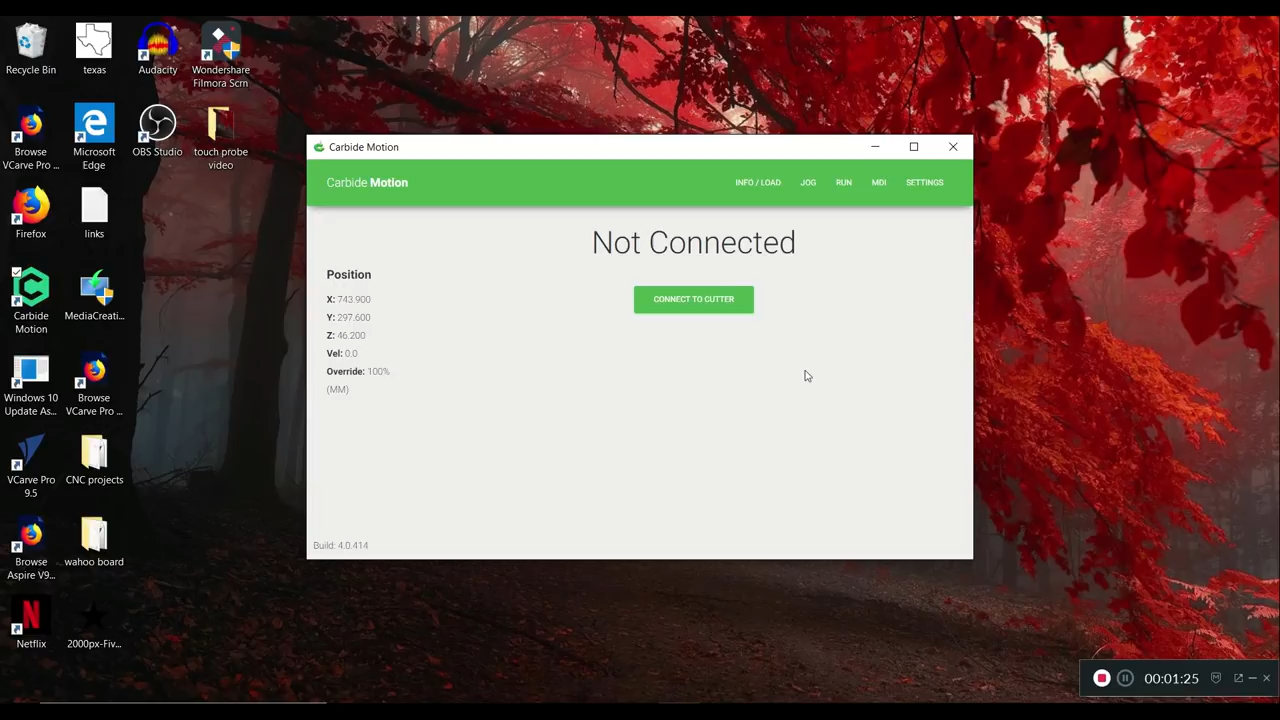 Recycle Bin
texas
Audacity
Wondershare
Filmora Scrn
Browse
VCarve Pro ...
Microsoft
Edge
OBS Studio
touch probe
video
Firefox
links
Carbide
Motion
MediaCreati...
Windows 10
Update As...
Browse
VCarve Pro ...
VCarve Pro
9.5
CNC projects
Browse
Aspire V9...
wahoo board
Netflix
2000px-Fiv...
Carbide Motion
Carbide Motion
INFO / LOAD
JOG
RUN
MDI
SETTINGS
Not Connected
CONNECT TO CUTTER
Position
X: 743.900
Y: 297.600
Z: 46.200
Vel: 0.0
Override: 100%
(MM)
Build: 4.0.414
00:01:25